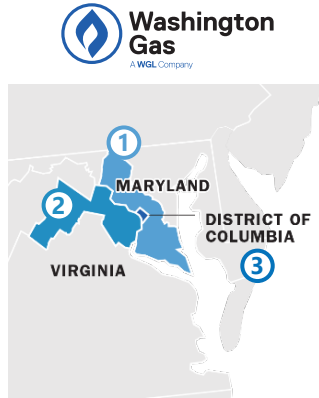 Washington
Gas
A WGL Company
1
MARYLAND
2
DISTRICT OF
COLUMBIA
VIRGINIA
3